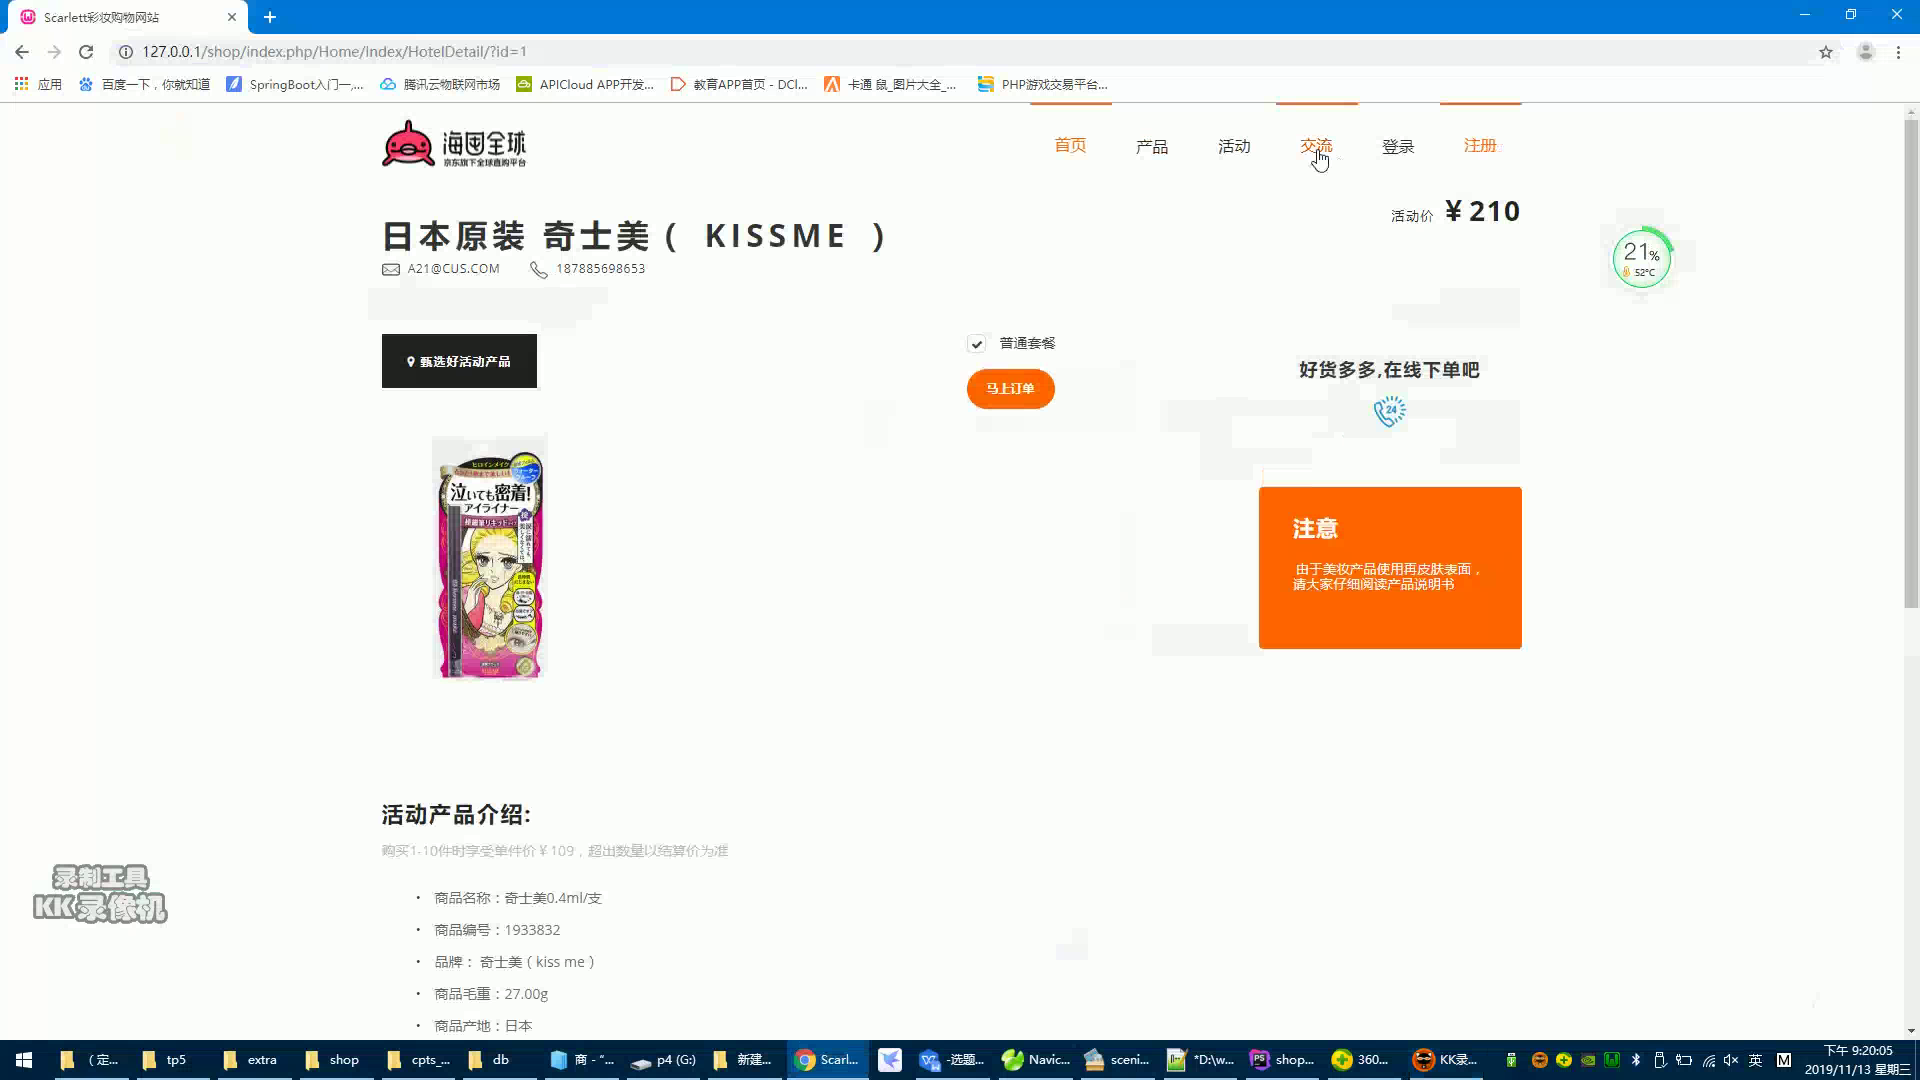 Scarlett彩妆购物网站
127.0.0.1/shop/index.php/Home/Index/HotelDetail/?id=1
应用 百度一下，你就知道 SpringBoot入门一,... 腾讯云物联网市场 APICloud APP开发... 教育APP首页 - DCl... 卡通 鼠_图片大全_... PHP游戏交易平台...
海囤全球
京东旗下全球直购平台
首页 产品 活动 交流 登录 注册
日本原装 奇士美（ KISSME ）
活动价 ¥ 210
A21@CUS.COM 187885698653
21%
52°C
甄选好活动产品
普通套餐
马上订单
好货多多,在线下单吧
24
泣いても密着!
アイライナー
注意
由于美妆产品使用再皮肤表面，
请大家仔细阅读产品说明书
活动产品介绍:
购买1-10件时享受单件价￥109，超出数量以结算价为准
• 商品名称：奇士美0.4ml/支
• 商品编号：1933832
• 品牌： 奇士美（kiss me）
• 商品毛重：27.00g
• 商品产地：日本
录制工具
KK录像机
（定... tp5 extra shop cpts_... db 商 - “... p4 (G:) 新建... Scarl... -选题... Navic... sceni... *D:\w... shop... 360... KK录... 英 M
下午 9:20:05
2019/11/13 星期三